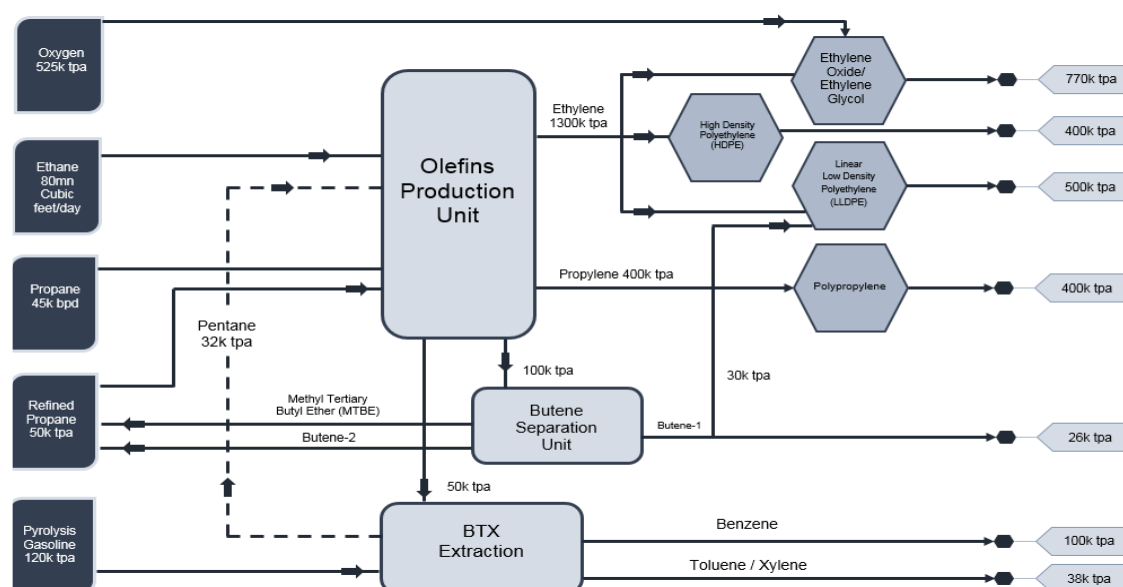 Oxygen
525k tpa
Ethane
80mn
Cubic
feet/day
Propane
45k bpd
Refined
Propane
50k tpa
Pyrolysis
Gasoline
120k tpa
Pentane
32k tpa
Olefins
Production
Unit
Ethylene
1300k tpa
Propylene 400k tpa
100k tpa
50k tpa
Methyl Tertiary
Butyl Ether (MTBE)
Butene-2
Butene
Separation
Unit
Butene-1
30k tpa
BTX
Extraction
Benzene
Toluene / Xylene
Ethylene
Oxide/
Ethylene
Glycol
High Density
Polyethylene
(HDPE)
Linear
Low Density
Polyethylene
(LLDPE)
Polypropylene
770k tpa
400k tpa
500k tpa
400k tpa
26k tpa
100k tpa
38k tpa